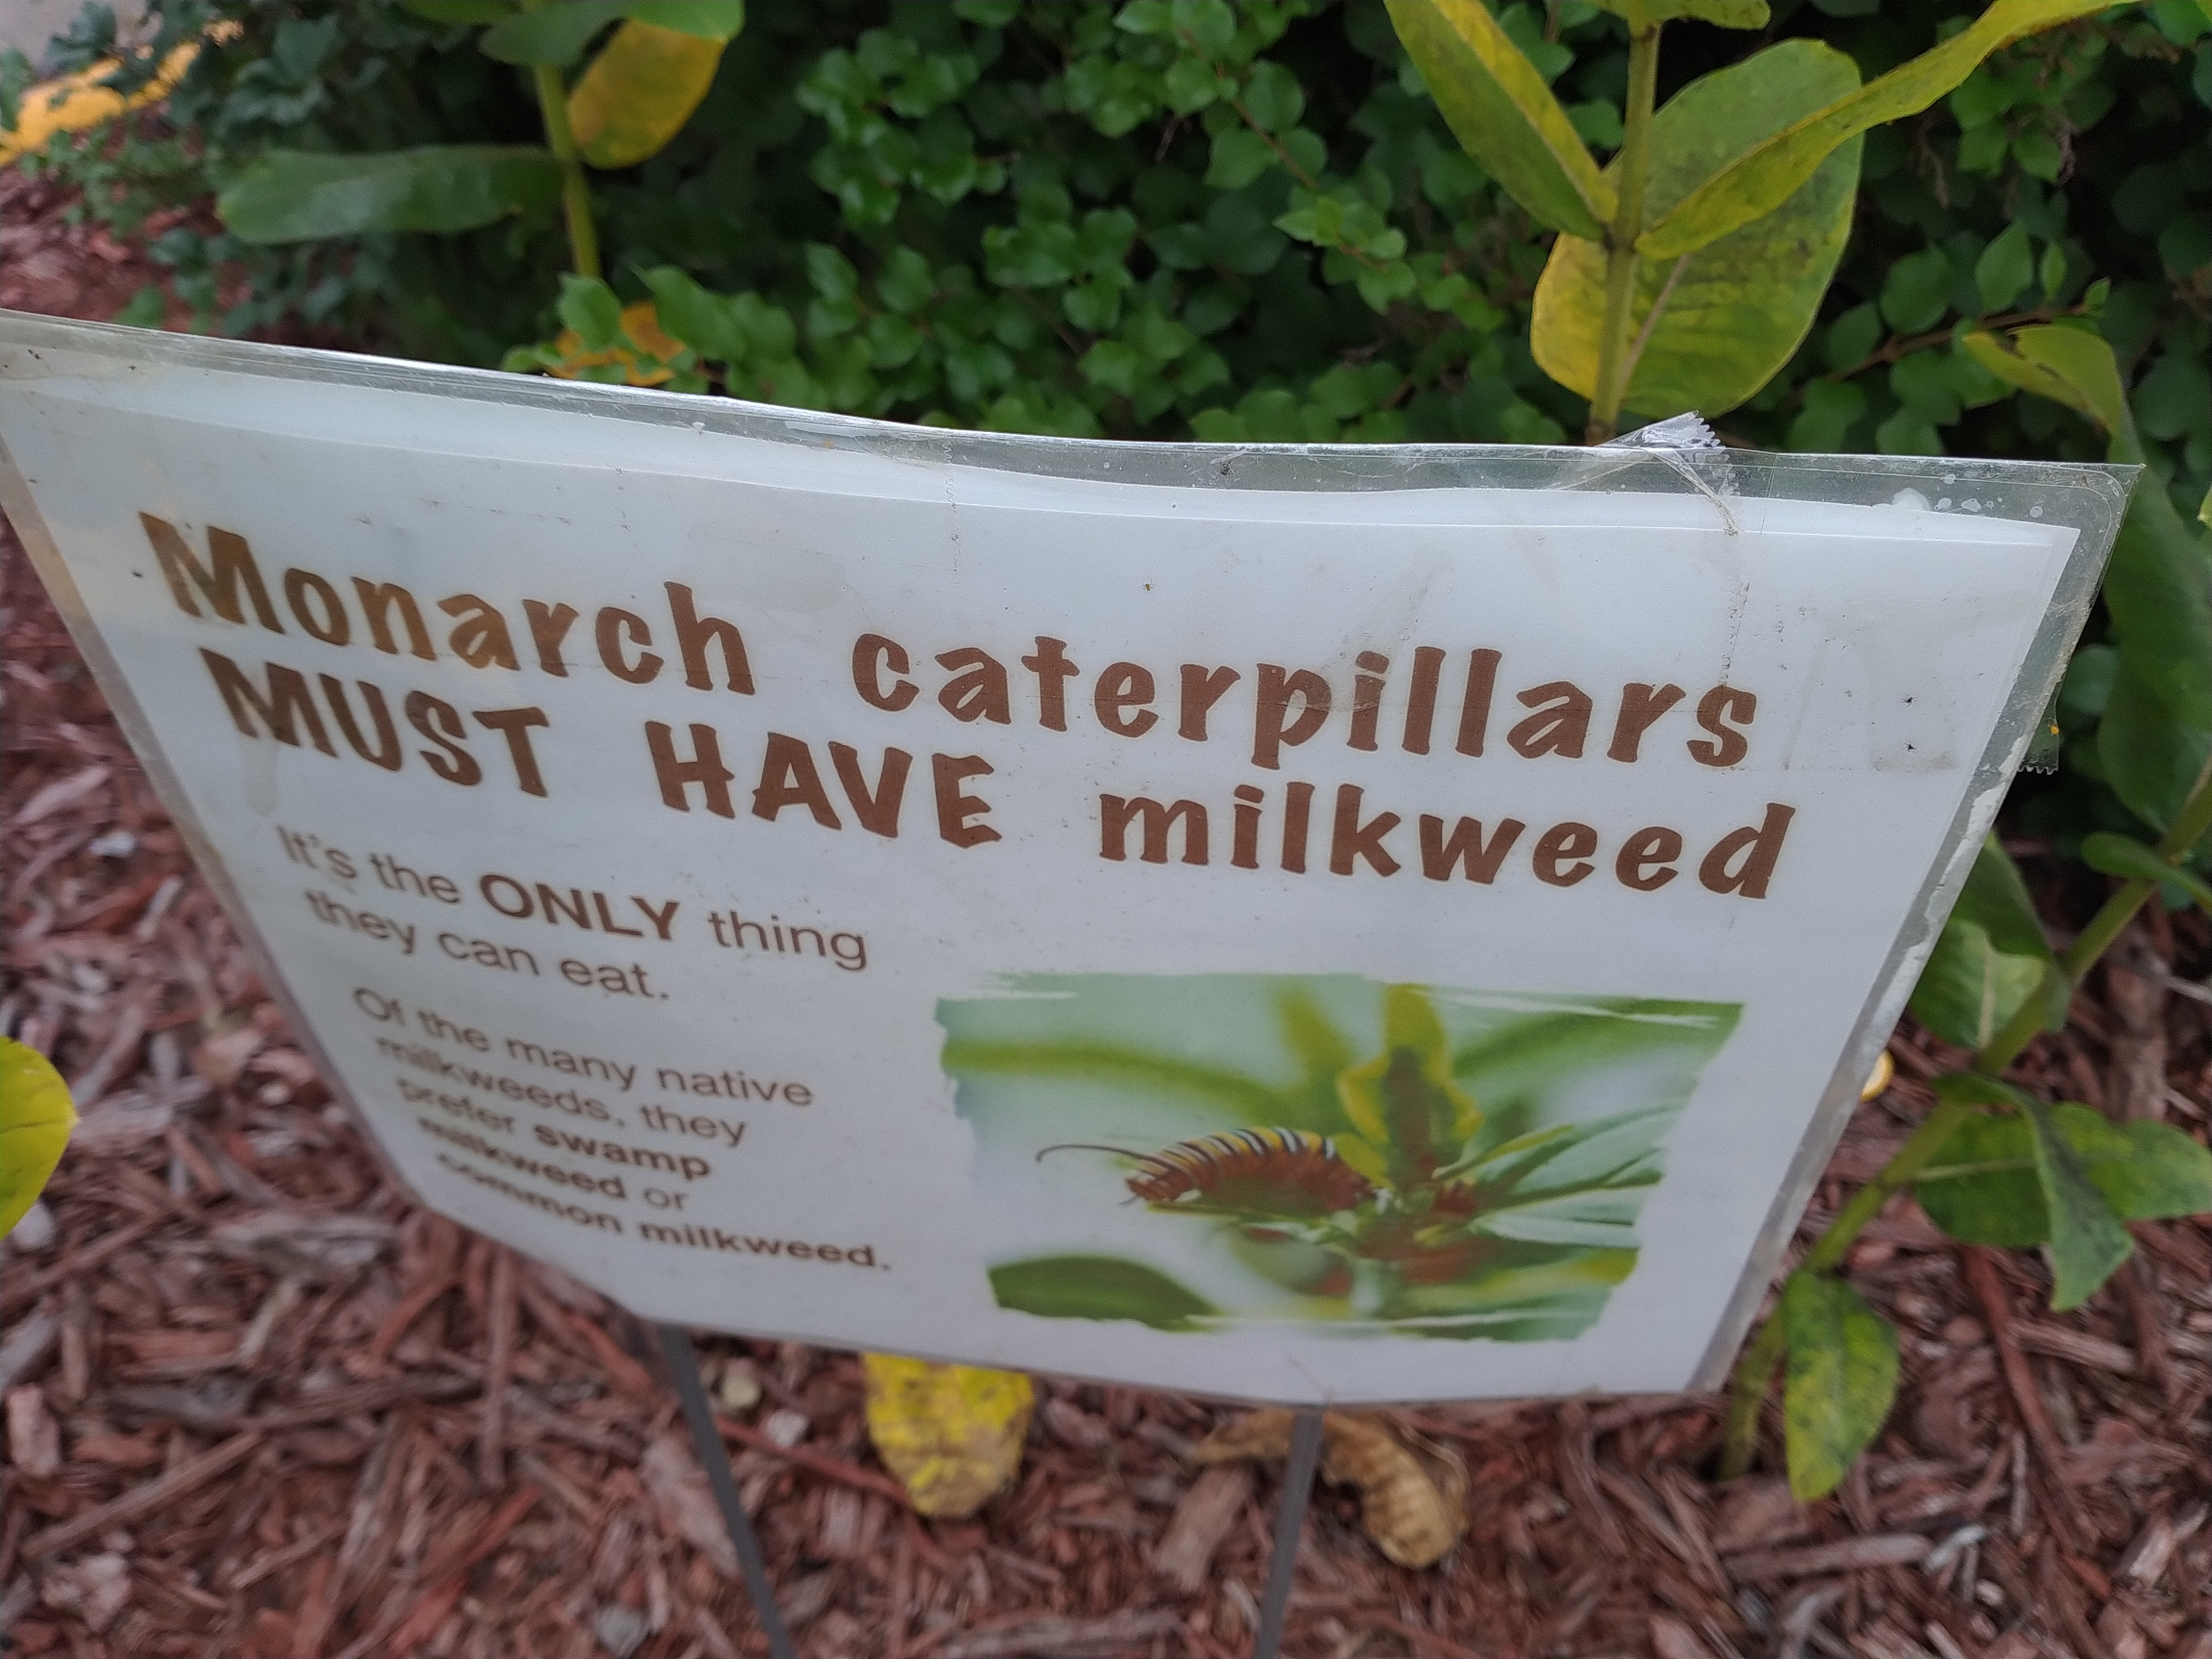 Monarch caterpillars
MUST HAVE milkweed
It's the ONLY thing
they can eat.
Of the many native
milkweeds, they
prefer swamp
milkweed or
common milkweed.